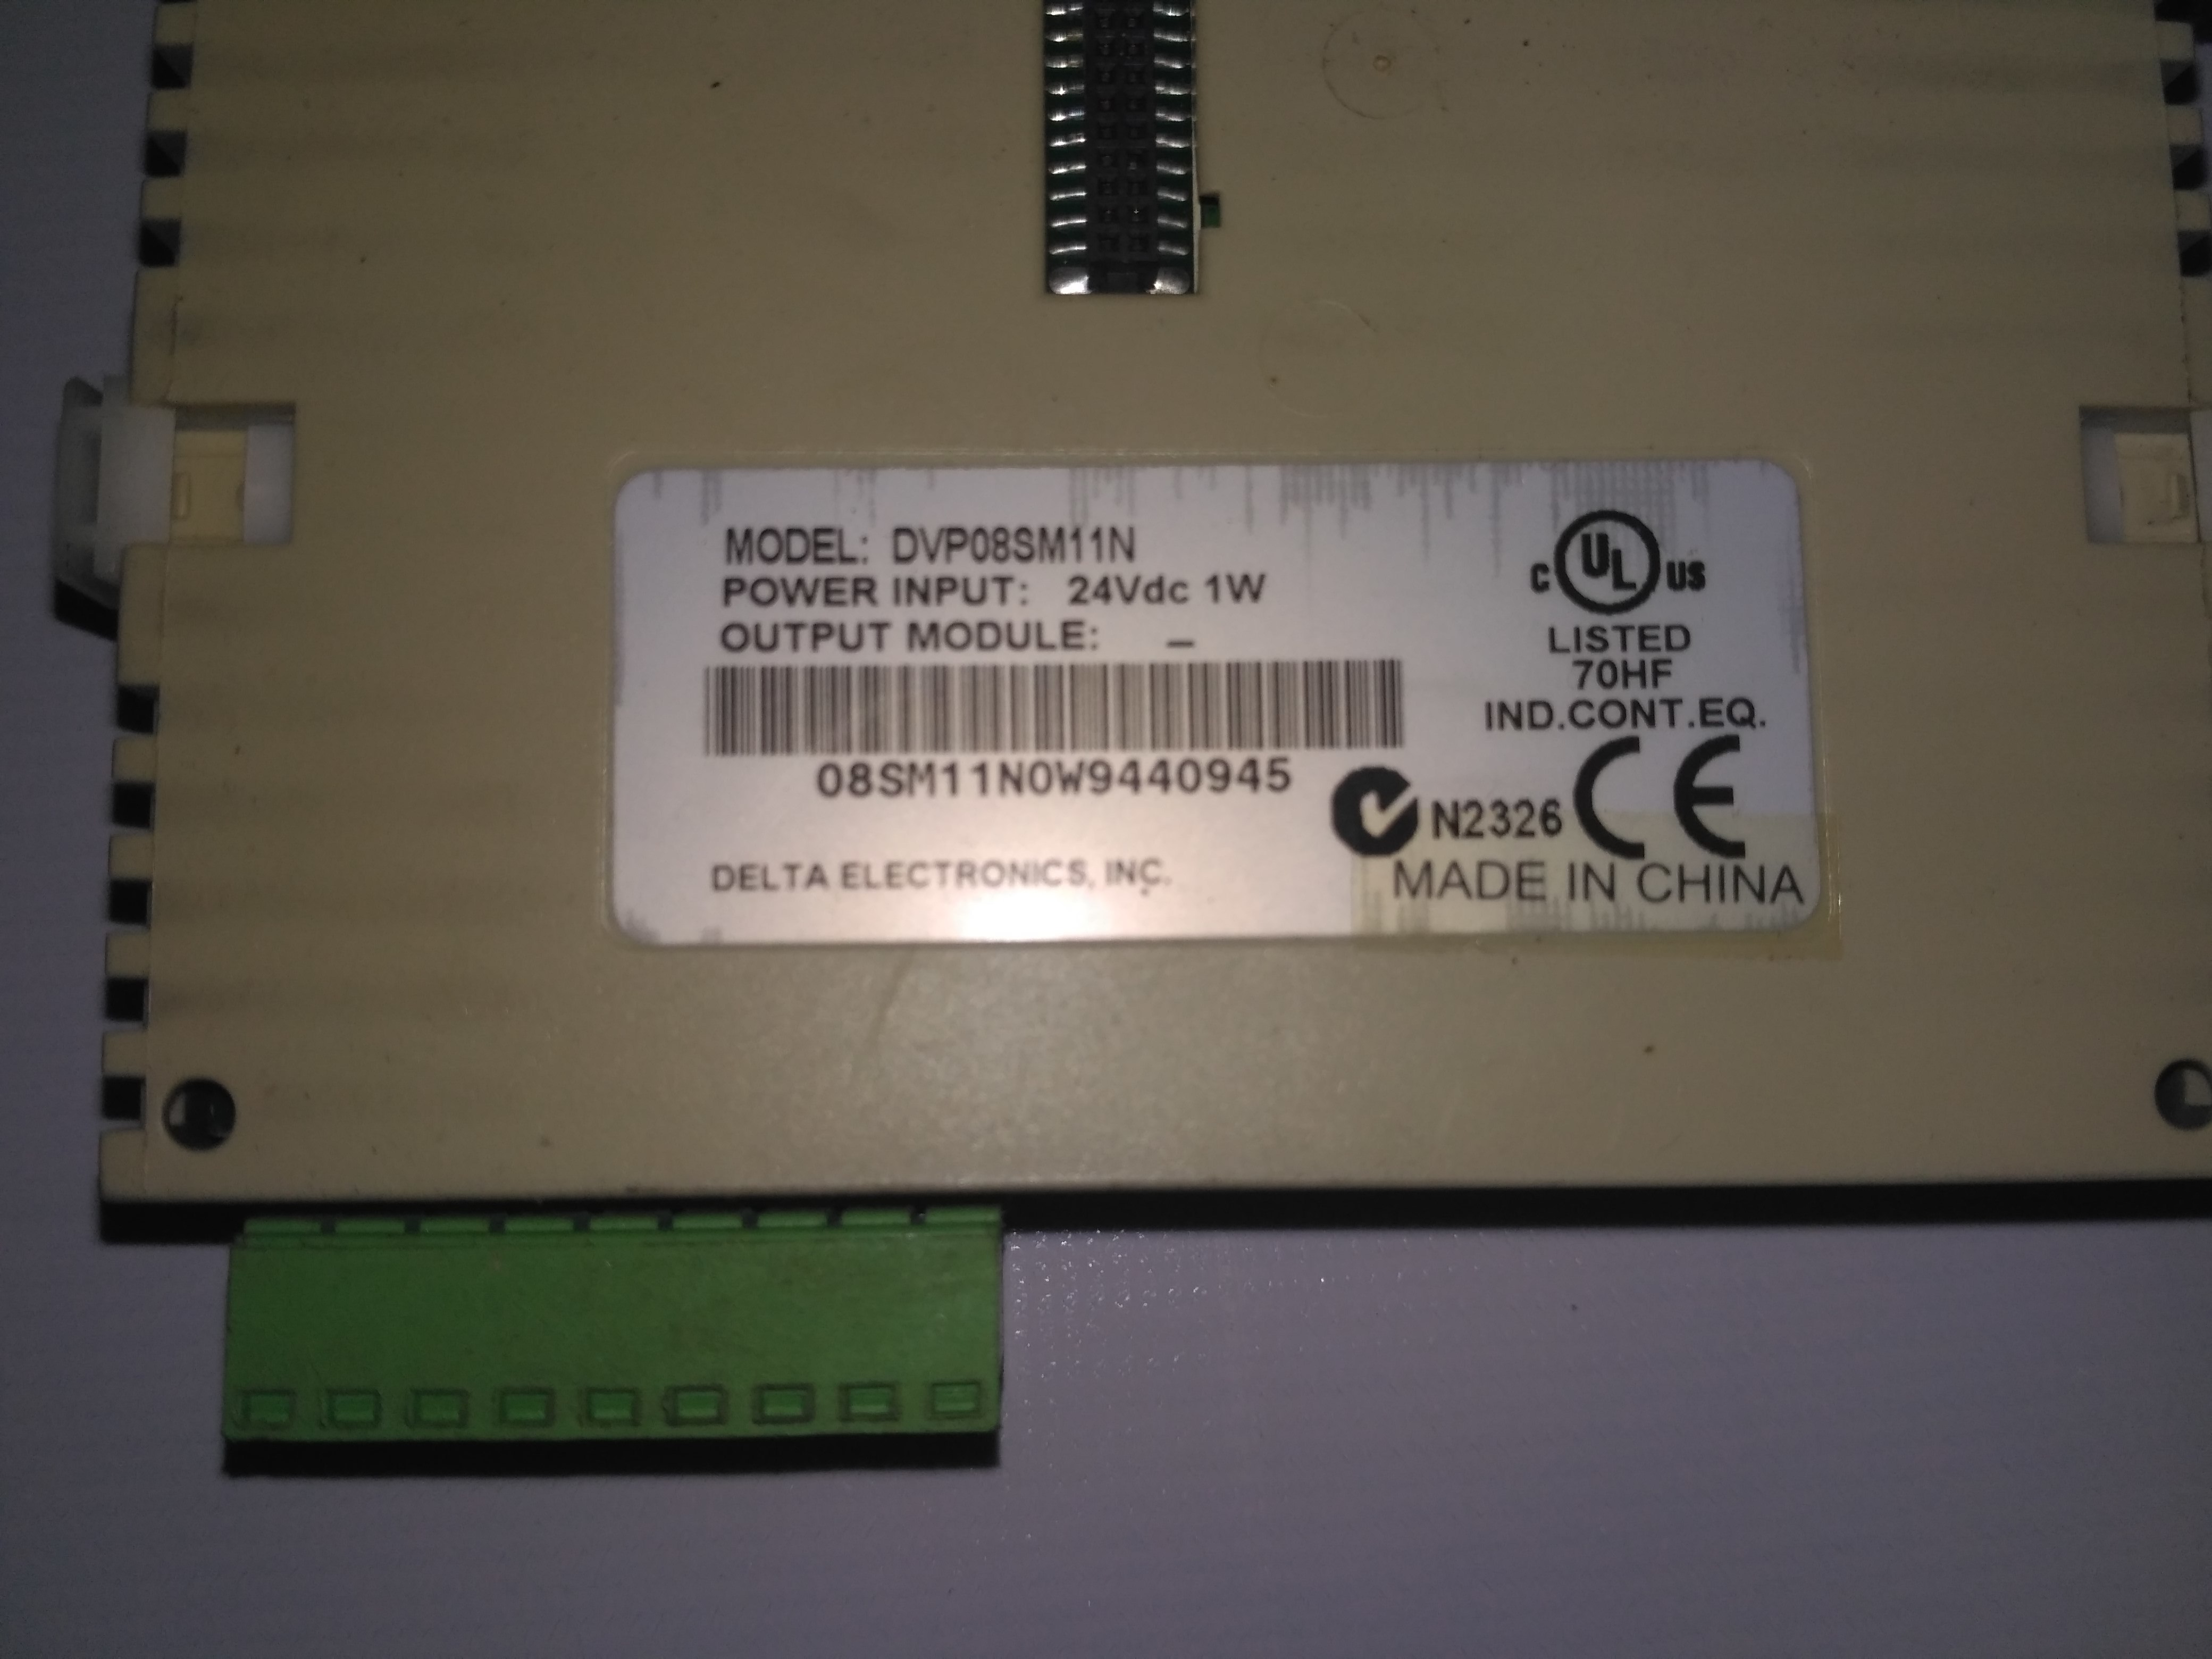 MODEL: DVP08SM11N
POWER INPUT: 24Vdc 1W
OUTPUT MODULE: –
08SM11N0W9440945
DELTA ELECTRONICS, INC.
C UL US
LISTED
70HF
IND.CONT.EQ.
N2326 CE
MADE IN CHINA